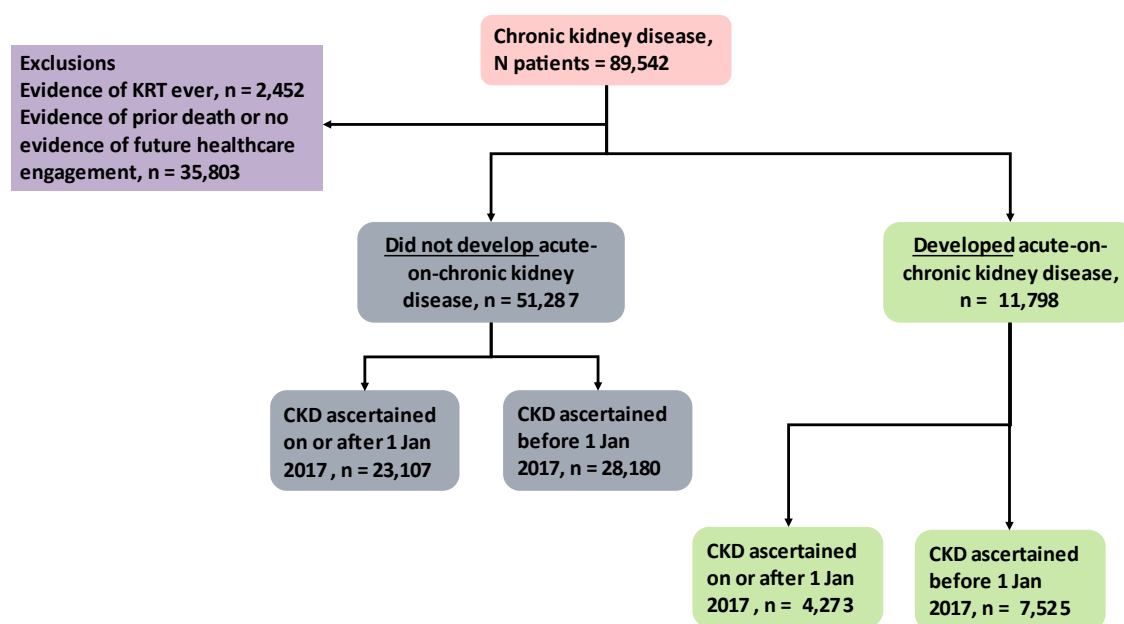 Chronic kidney disease,
N patients = 89,542
Exclusions
Evidence of KRT ever, n = 2,452
Evidence of prior death or no
evidence of future healthcare
engagement, n = 35,803
Did not develop acute-
on-chronic kidney
disease, n = 51,287
Developed acute-on-
chronic kidney disease,
n = 11,798
CKD ascertained
on or after 1 Jan
2017, n = 23,107
CKD ascertained
before 1 Jan
2017, n = 28,180
CKD ascertained
on or after 1 Jan
2017, n = 4,273
CKD ascertained
before 1 Jan
2017, n = 7,525